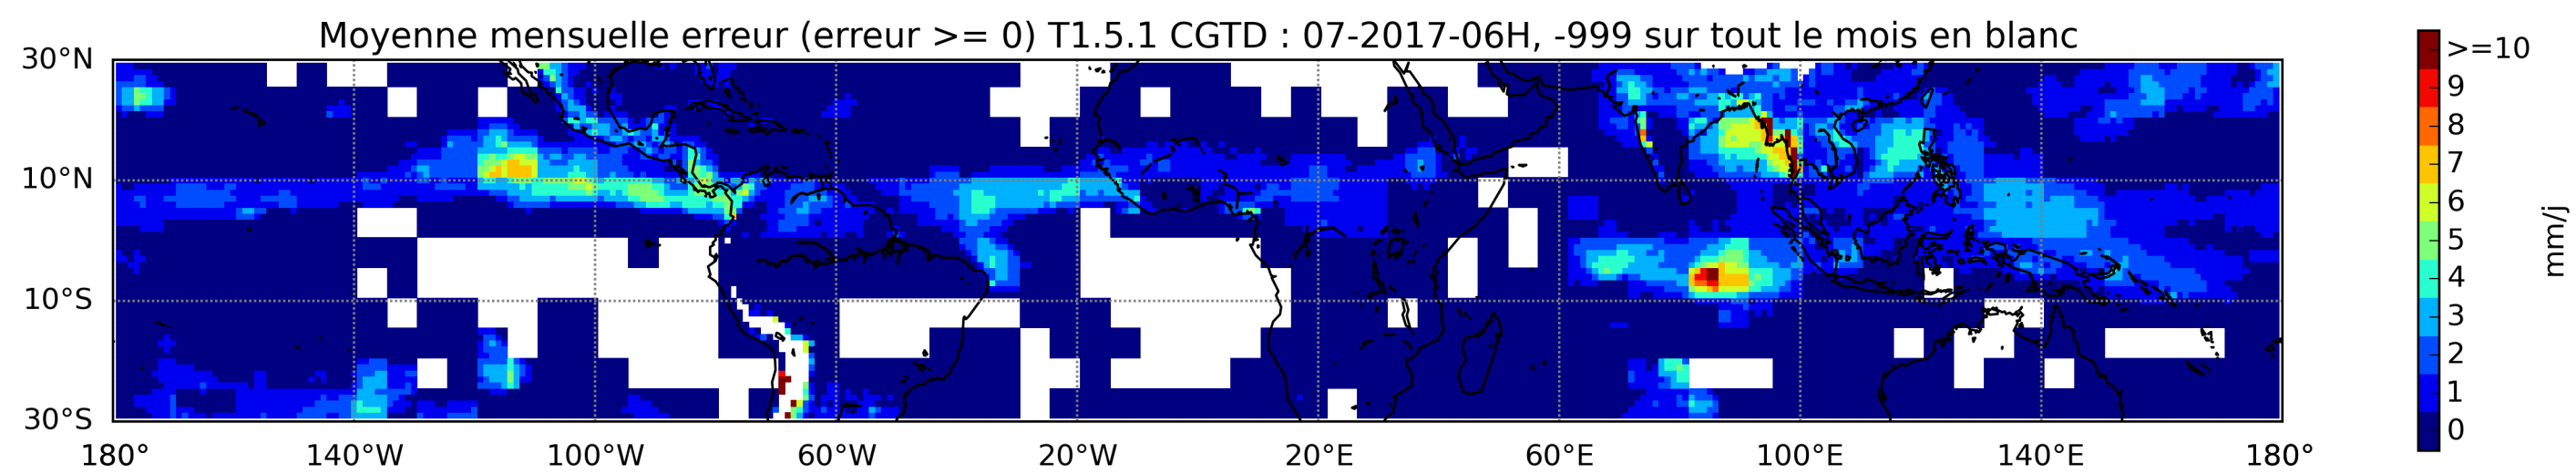 Moyenne mensuelle erreur (erreur >= 0) T1.5.1 CGTD : 07-2017-06H, -999 sur tout le mois en blanc
30°N
10°N
10°S
30°S
180° 140°W 100°W 60°W 20°W 20°E 60°E 100°E 140°E 180°
>=10
9
8
7
6
5
4
3
2
1
0
mm/j